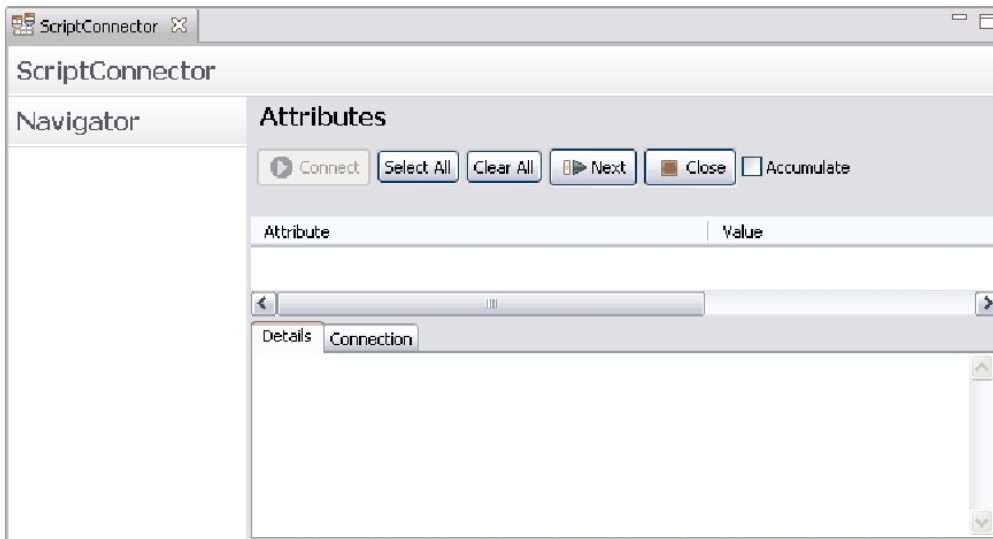 ScriptConnector
ScriptConnector
Navigator
Attributes
Connect Select All Clear All Next Close Accumulate
Attribute Value
Details Connection